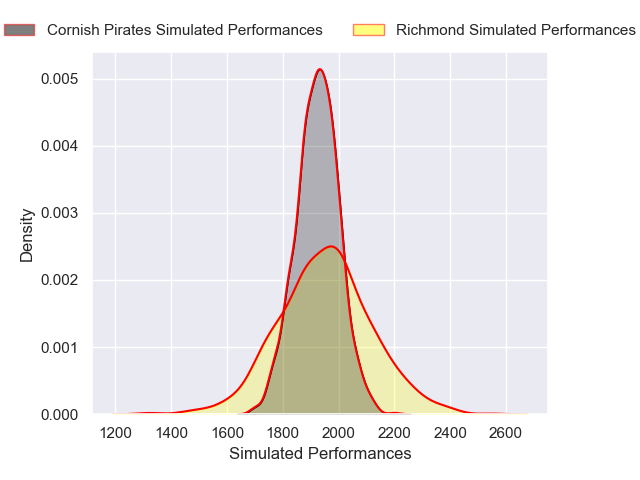 Cornish Pirates Simulated Performances
Richmond Simulated Performances
0.005
0.004
0.003
0.002
0.001
0.000
Density
1200 1400 1600 1800 2000 2200 2400 2600
Simulated Performances